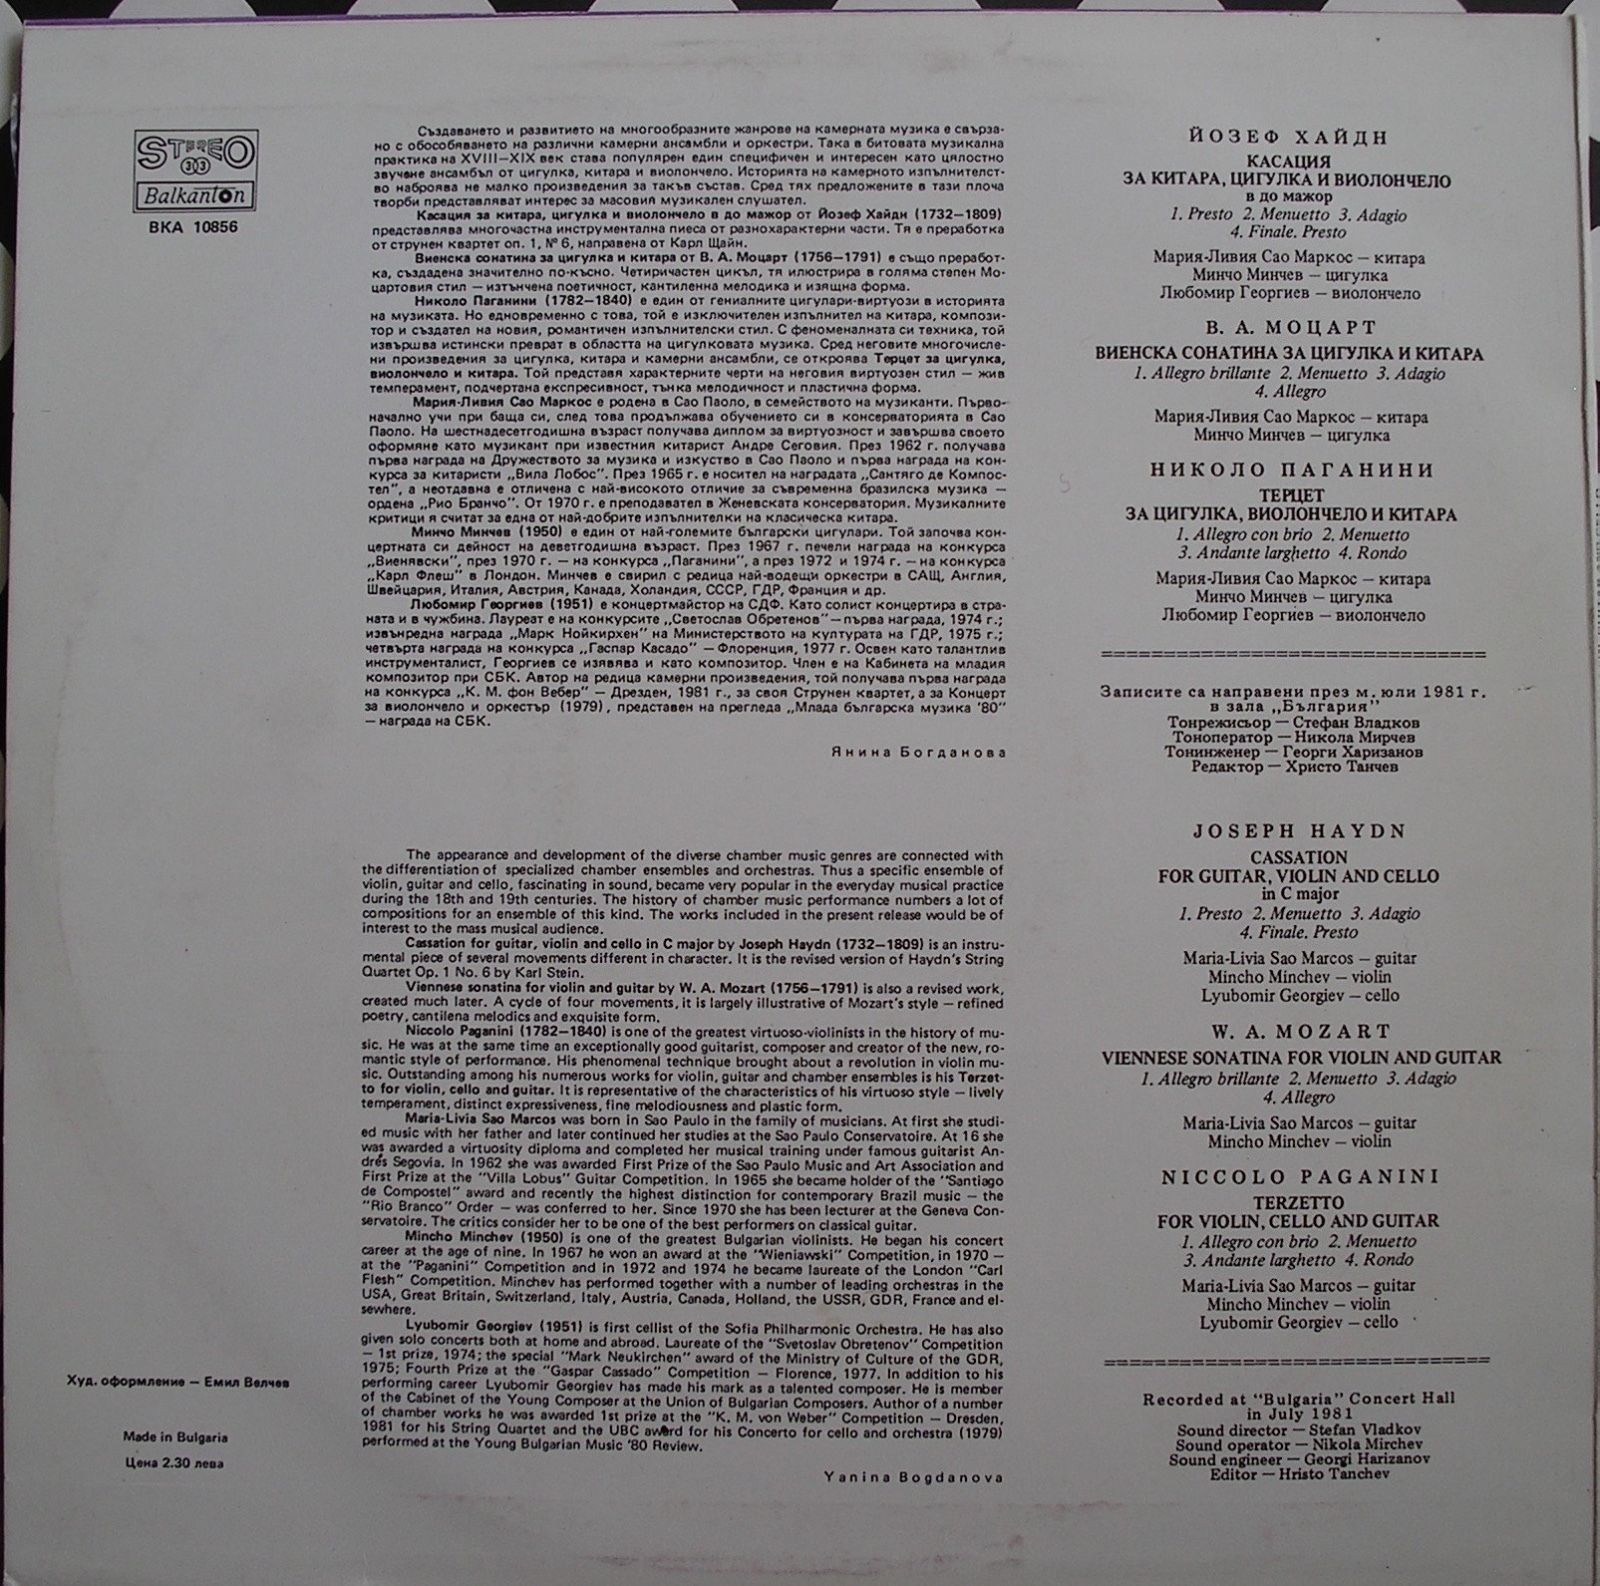 STEREO
33
Balkanton
ВКА 10856
Създаването и развитието на многообразните жанрове на камерната музика е свърза-
но с обособяването на различни камерни ансамбли и оркестри. Така в битовата музикална
практика на XVIII—XIX век става популярен един специфичен и интересен като цялостно
звучене ансамбъл от цигулка, китара и виолончело. Историята на камерното изпълнителст-
во наброява не малко произведения за такъв състав. Сред тях предложените в тази плоча
творби представляват интерес за масовия музикален слушател.
Касация за китара, цигулка и виолончело в до мажор от Йозеф Хайдн (1732—1809)
представлява многочастна инструментална пиеса от разнохарактерни части. Тя е преработка
от струнен квартет оп. 1, № 6, направена от Карл Щайн.
Виенска сонатина за цигулка и китара от В. А. Моцарт (1756—1791) е също преработ-
ка, създадена значително по-късно. Четиричастен цикъл, тя илюстрира в голяма степен Мо-
цартовия стил — изтънчена поетичност, кантиленна мелодика и изящна форма.
Николо Паганини (1782—1840) е един от гениалните цигулари-виртуози в историята
на музиката. Но едновременно с това, той е изключителен изпълнител на китара, компози-
тор и създател на новия, романтичен изпълнителски стил. С феноменалната си техника, той
извършва истински преврат в областта на цигулковата музика. Сред неговите многочисле-
ни произведения за цигулка, китара и камерни ансамбли, се откроява Терцет за цигулка,
виолончело и китара. Той представя характерните черти на неговия виртуозен стил — жив
темперамент, подчертана експресивност, тънка мелодичност и пластична форма.
Мария-Ливия Сао Маркос е родена в Сао Паоло, в семейството на музиканти. Първо-
начално учи при баща си, след това продължава обучението си в консерваторията в Сао
Паоло. На шестнадесетгодишна възраст получава диплом за виртуозност и завършва своето
оформяне като музикант при известния китарист Андре Сеговия. През 1962 г. получава
първа награда на Дружеството за музика и изкуство в Сао Паоло и първа награда на кон-
курса за китаристи „Вила Лобос". През 1965 г. е носител на наградата „Сантяго де Компос-
тел", а неотдавна е отличена с най-високото отличие за съвременна бразилска музика —
ордена „Рио Бранчо". От 1970 г. е преподавател в Женевската консерватория. Музикалните
критици я считат за една от най-добрите изпълнителки на класическа китара.
Минчо Минчев (1950) е един от най-големите български цигулари. Той започва кон-
цертната си дейност на деветгодишна възраст. През 1967 г. печели награда на конкурса
„Виенявски", през 1970 г. — на конкурса „Паганини", а през 1972 и 1974 г. — на конкурса
„Карл Флеш" в Лондон. Минчев е свирил с редица най-водещи оркестри в САЩ, Англия,
Швейцария, Италия, Австрия, Канада, Холандия, СССР, ГДР, Франция и др.
Любомир Георгиев (1951) е концертмайстор на СДФ. Като солист концертира в стра-
ната и в чужбина. Лауреат е на конкурсите „Светослав Обретенов" — първа награда, 1974 г.;
извънредна награда „Марк Нойкирхен" на Министерството на културата на ГДР, 1975 г.;
четвърта награда на конкурса „Гаспар Касадо" — Флоренция, 1977 г. Освен като талантлив
инструменталист, Георгиев се изявява и като композитор. Член е на Кабинета на младия
композитор при СБК. Автор на редица камерни произведения, той получава първа награда
на конкурса „К. М. фон Вебер" — Дрезден, 1981 г., за своя Струнен квартет, а за Концерт
за виолончело и оркестър (1979), представен на прегледа „Млада българска музика '80"
— награда на СБК.
Янина Богданова
The appearance and development of the diverse chamber music genres are connected with
the differentiation of specialized chamber ensembles and orchestras. Thus a specific ensemble of
violin, guitar and cello, fascinating in sound, became very popular in the everyday musical practice
during the 18th and 19th centuries. The history of chamber music performance numbers a lot of
compositions for an ensemble of this kind. The works included in the present release would be of
interest to the mass musical audience.
Cassation for guitar, violin and cello in C major by Joseph Haydn (1732—1809) is an instru-
mental piece of several movements different in character. It is the revised version of Haydn's String
Quartet Op. 1 No. 6 by Karl Stein.
Viennese sonatina for violin and guitar by W. A. Mozart (1756—1791) is also a revised work,
created much later. A cycle of four movements, it is largely illustrative of Mozart's style — refined
poetry, cantilena melodics and exquisite form.
Niccolo Paganini (1782—1840) is one of the greatest virtuoso-violinists in the history of mu-
sic. He was at the same time an exceptionally good guitarist, composer and creator of the new, ro-
mantic style of performance. His phenomenal technique brought about a revolution in violin mu-
sic. Outstanding among his numerous works for violin, guitar and chamber ensembles is his Terzet-
to for violin, cello and guitar. It is representative of the characteristics of his virtuoso style — lively
temperament, distinct expressiveness, fine melodiousness and plastic form.
Maria-Livia Sao Marcos was born in Sao Paulo in the family of musicians. At first she studi-
ed music with her father and later continued her studies at the Sao Paulo Conservatoire. At 16 she
was awarded a virtuosity diploma and completed her musical training under famous guitarist An-
drés Segovia. In 1962 she was awarded First Prize of the Sao Paulo Music and Art Association and
First Prize at the "Villa Lobus" Guitar Competition. In 1965 she became holder of the "Santiago
de Compostel" award and recently the highest distinction for contemporary Brazil music — the
"Rio Branco" Order — was conferred to her. Since 1970 she has been lecturer at the Geneva Con-
servatoire. The critics consider her to be one of the best performers on classical guitar.
Mincho Minchev (1950) is one of the greatest Bulgarian violinists. He began his concert
career at the age of nine. In 1967 he won an award at the "Wieniawski" Competition, in 1970 —
at the "Paganini" Competition and in 1972 and 1974 he became laureate of the London "Carl
Flesh" Competition. Minchev has performed together with a number of leading orchestras in the
USA, Great Britain, Switzerland, Italy, Austria, Canada, Holland, the USSR, GDR, France and el-
sewhere.
Lyubomir Georgiev (1951) is first cellist of the Sofia Philharmonic Orchestra. He has also
given solo concerts both at home and abroad. Laureate of the "Svetoslav Obretenov" Competition
— 1st prize, 1974; the special "Mark Neukirchen" award of the Ministry of Culture of the GDR,
1975; Fourth Prize at the "Gaspar Cassado" Competition — Florence, 1977. In addition to his
performing career Lyubomir Georgiev has made his mark as a talented composer. He is member
of the Cabinet of the Young Composer at the Union of Bulgarian Composers. Author of a number
of chamber works he was awarded 1st prize at the "K. M. von Weber" Competition — Dresden,
1981 for his String Quartet and the UBC award for his Concerto for cello and orchestra (1979)
performed at the Young Bulgarian Music '80 Review.
Yanina Bogdanova
Худ. оформление — Емил Велчев
Made in Bulgaria
Цена 2.30 лева
ЙОЗЕФ ХАЙДН
КАСАЦИЯ
ЗА КИТАРА, ЦИГУЛКА И ВИОЛОНЧЕЛО
в до мажор
1. Presto 2. Menuetto 3. Adagio
4. Finale. Presto
Мария-Ливия Сао Маркос — китара
Минчо Минчев — цигулка
Любомир Георгиев — виолончело
В. А. МОЦАРТ
ВИЕНСКА СОНАТИНА ЗА ЦИГУЛКА И КИТАРА
1. Allegro brillante 2. Menuetto 3. Adagio
4. Allegro
Мария-Ливия Сао Маркос — китара
Минчо Минчев — цигулка
НИКОЛО ПАГАНИНИ
ТЕРЦЕТ
ЗА ЦИГУЛКА, ВИОЛОНЧЕЛО И КИТАРА
1. Allegro con brio 2. Menuetto
3. Andante larghetto 4. Rondo
Мария-Ливия Сао Маркос — китара
Минчо Минчев — цигулка
Любомир Георгиев — виолончело
Записите са направени през м. юли 1981 г.
в зала „България"
Тонрежисьор — Стефан Владков
Тоноператор — Никола Мирчев
Тонинженер — Георги Харизанов
Редактор — Христо Танчев
JOSEPH HAYDN
CASSATION
FOR GUITAR, VIOLIN AND CELLO
in C major
1. Presto 2. Menuetto 3. Adagio
4. Finale. Presto
Maria-Livia Sao Marcos — guitar
Mincho Minchev — violin
Lyubomir Georgiev — cello
W. A. MOZART
VIENNESE SONATINA FOR VIOLIN AND GUITAR
1. Allegro brillante 2. Menuetto 3. Adagio
4. Allegro
Maria-Livia Sao Marcos — guitar
Mincho Minchev — violin
NICCOLO PAGANINI
TERZETTO
FOR VIOLIN, CELLO AND GUITAR
1. Allegro con brio 2. Menuetto
3. Andante larghetto 4. Rondo
Maria-Livia Sao Marcos — guitar
Mincho Minchev — violin
Lyubomir Georgiev — cello
Recorded at "Bulgaria" Concert Hall
in July 1981
Sound director — Stefan Vladkov
Sound operator — Nikola Mirchev
Sound engineer — Georgi Harizanov
Editor — Hristo Tanchev